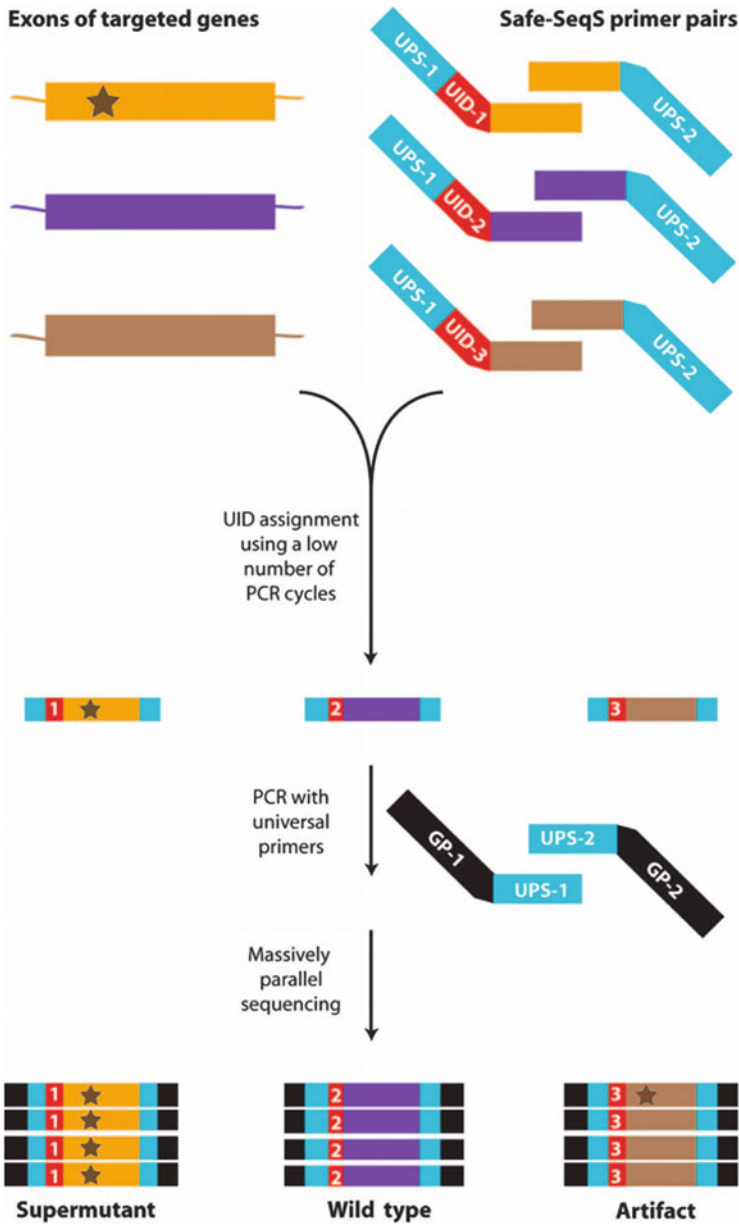 Exons of targeted genes
Safe-SeqS primer pairs
UPS-1
UID-1
UPS-2
UPS-1
UID-2
UPS-2
UPS-1
UID-3
UPS-2
UID assignment
using a low
number of
PCR cycles
1
2
3
PCR with
universal
primers
GP-1
UPS-1
UPS-2
GP-2
Massively
parallel
sequencing
1
1
1
1
2
2
2
2
3
3
3
3
Supermutant
Wild type
Artifact